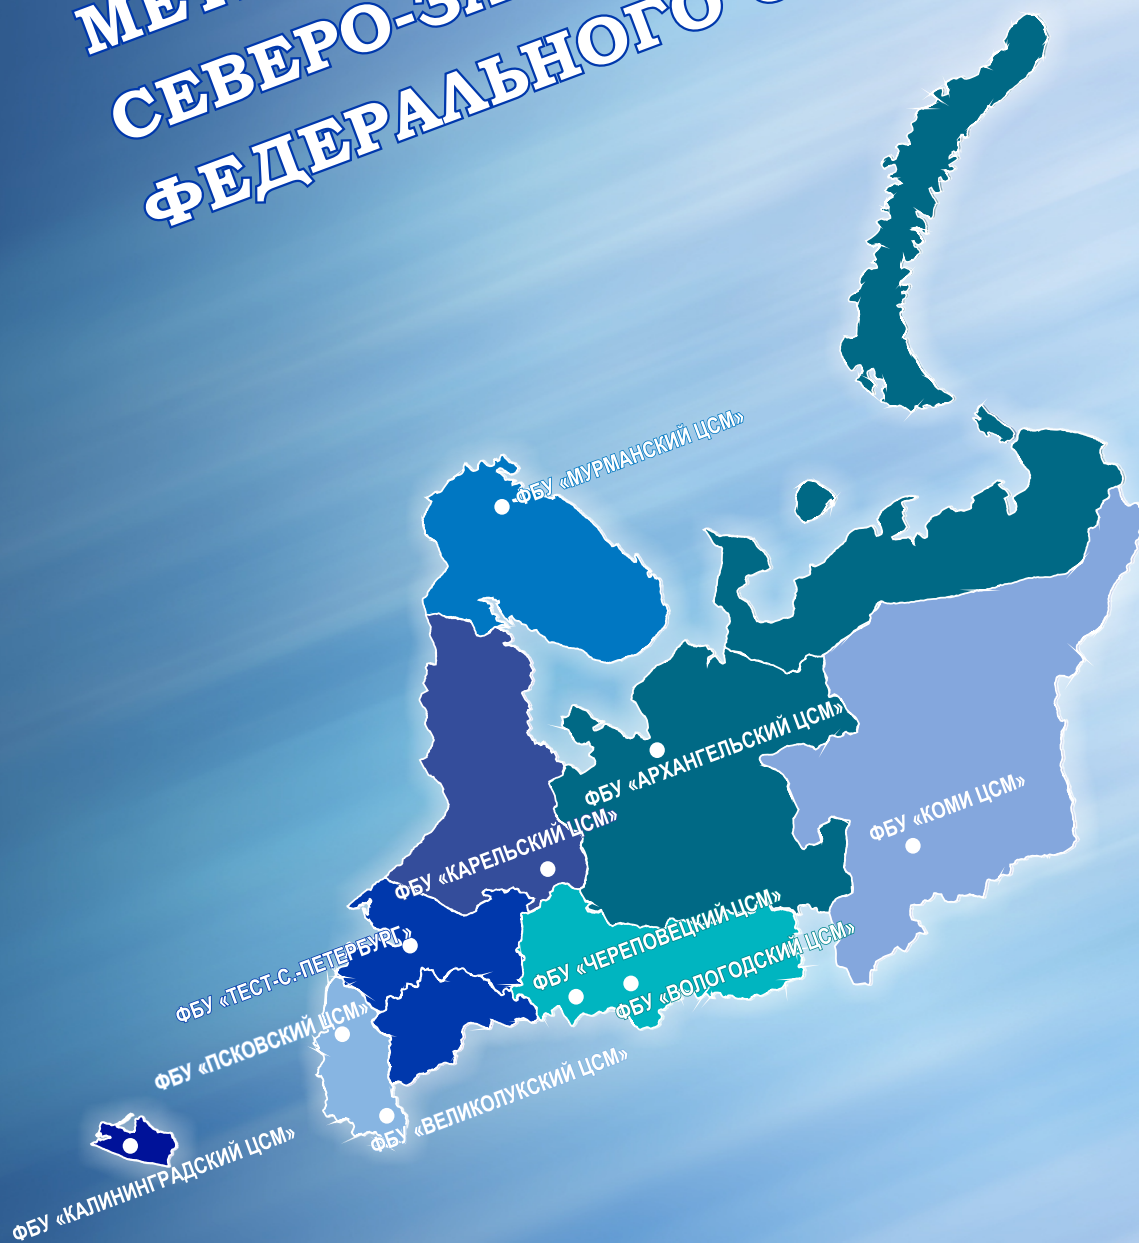 СЕВЕРО-
ФЕДЕРАЛЬНОГО
ФБУ «МУРМАНСКИЙ ЦСМ»
ФБУ «АРХАНГЕЛЬСКИЙ ЦСМ»
ФБУ «КОМИ ЦСМ»
ФБУ «КАРЕЛЬСКИЙ ЦСМ»
ФБУ «ЧЕРЕПОВЕЦКИЙ ЦСМ»
ФБУ «ВОЛОГОДСКИЙ ЦСМ»
ФБУ «ТЕСТ-С.-ПЕТЕРБУРГ»
ФБУ «ПСКОВСКИЙ ЦСМ»
ФБУ «ВЕЛИКОЛУКСКИЙ ЦСМ»
ФБУ «КАЛИНИНГРАДСКИЙ ЦСМ»